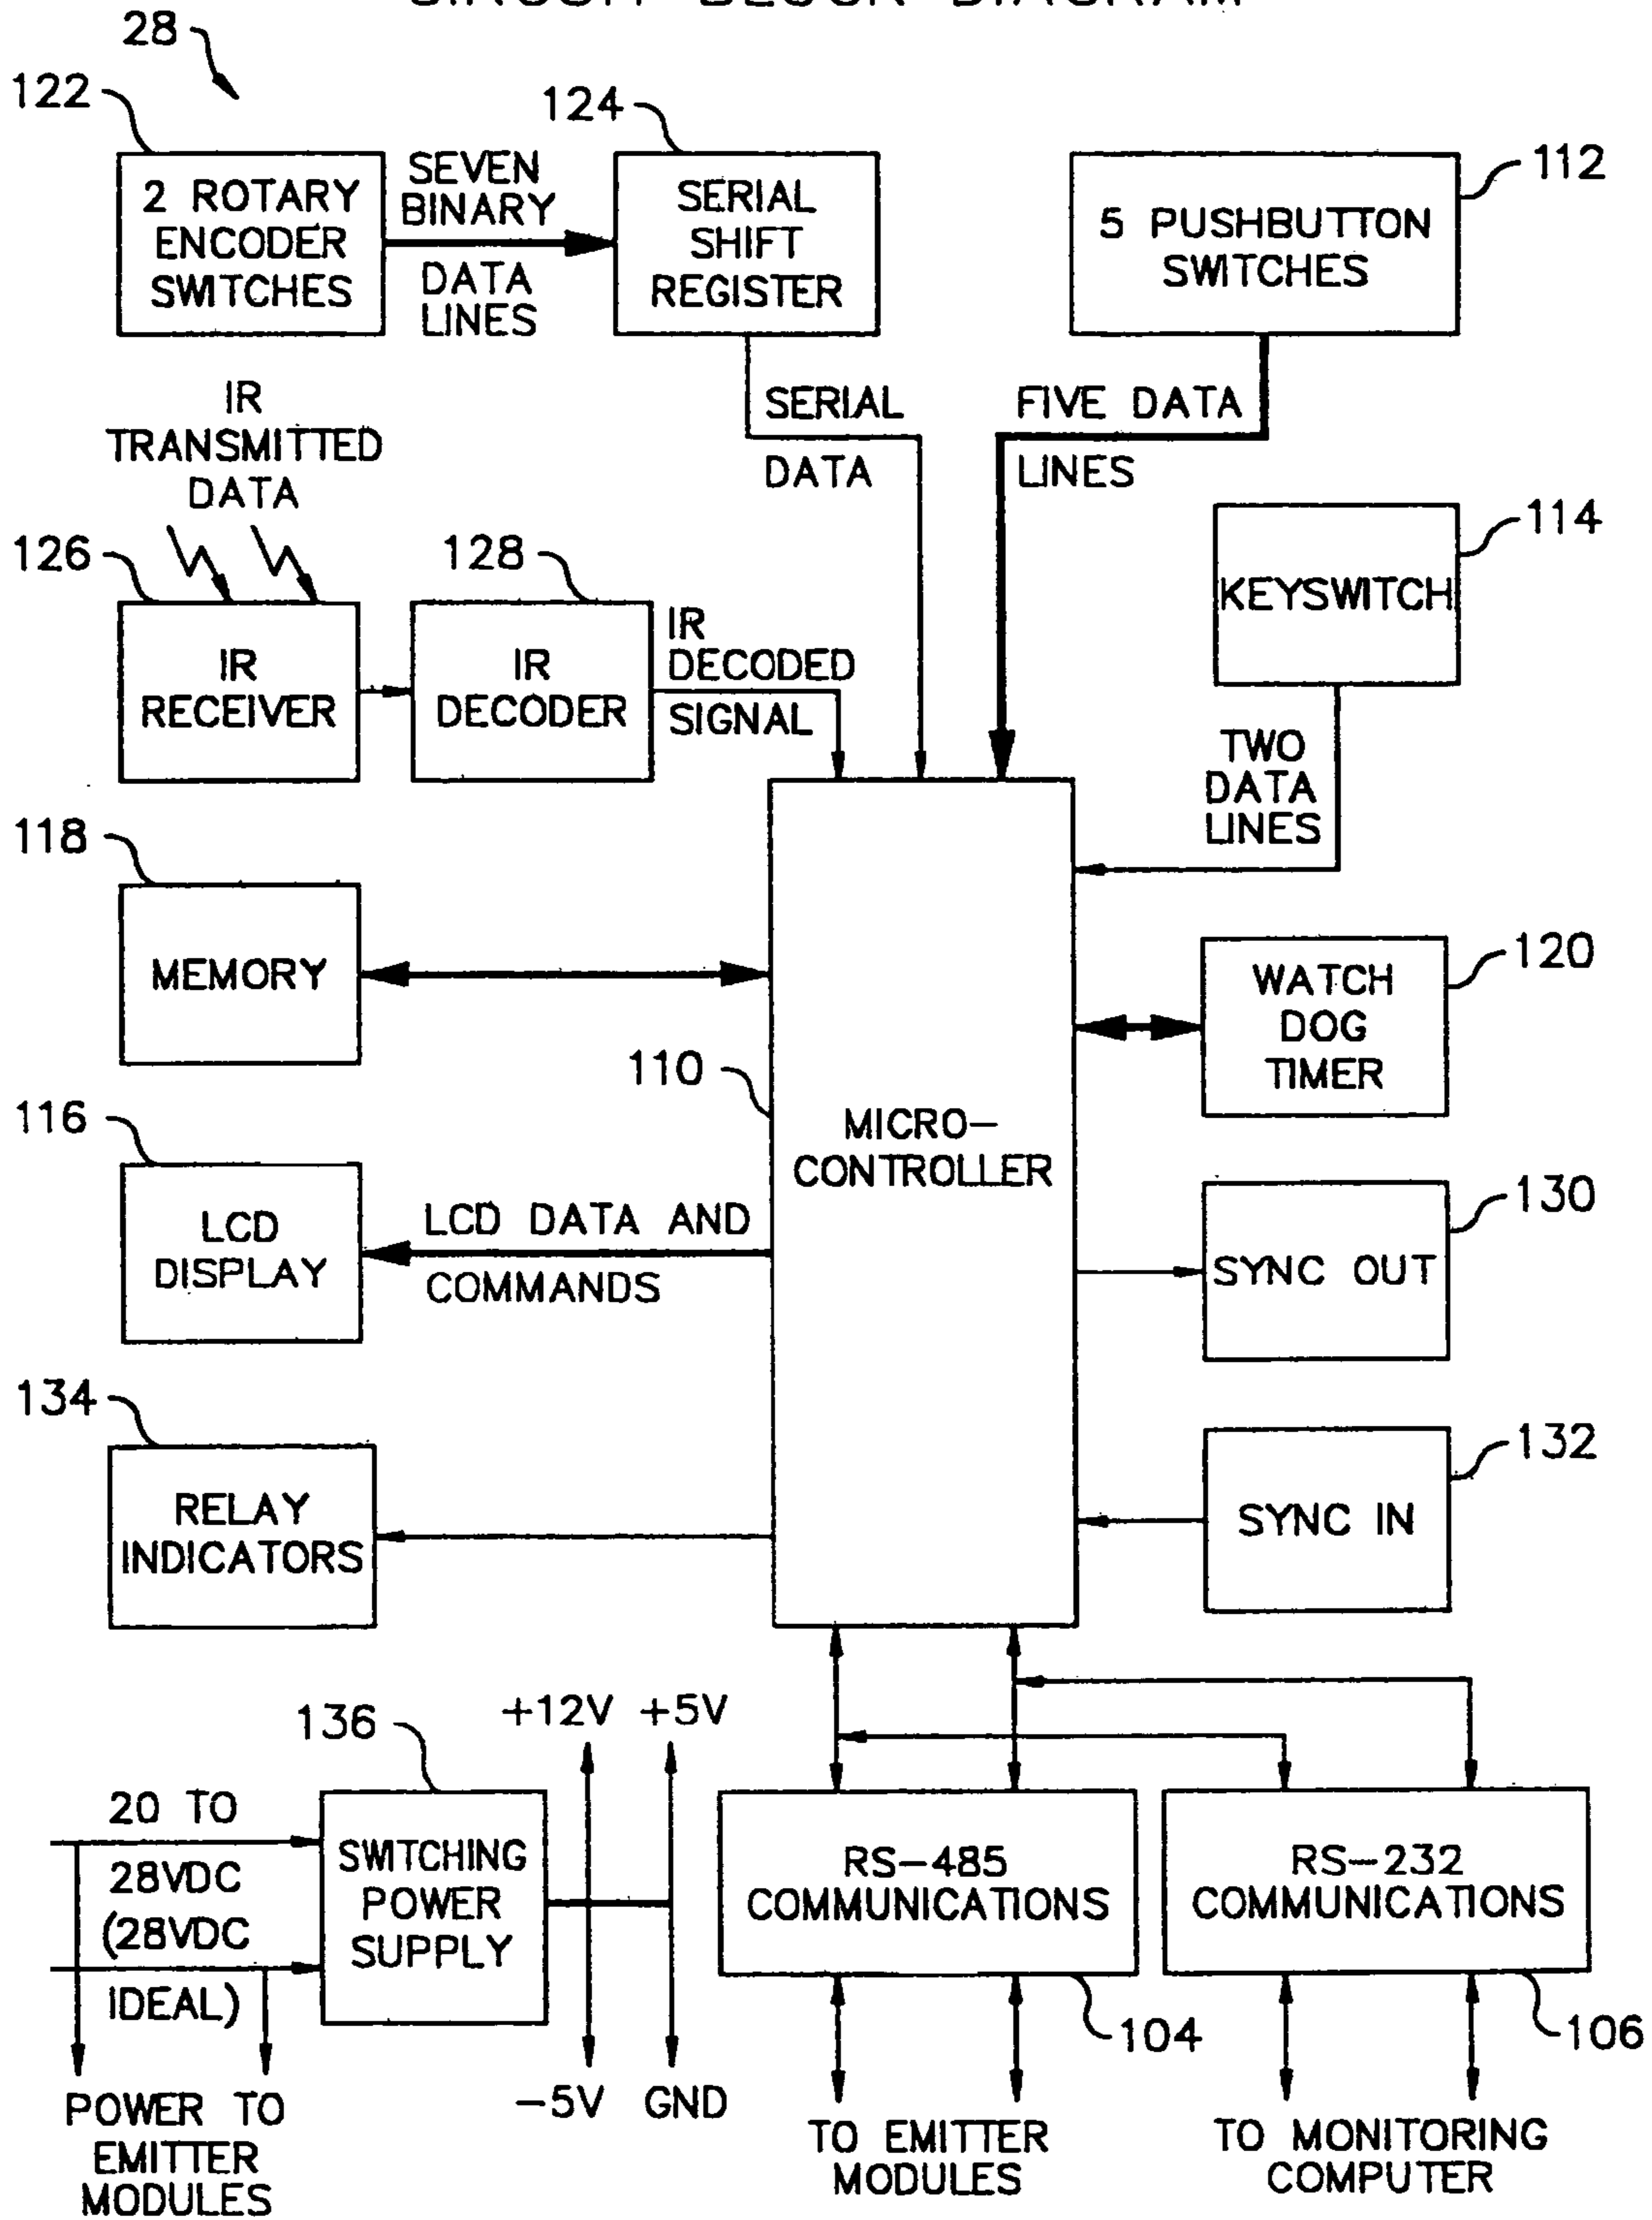 CIRCUIT BLOCK DIAGRAM
28
122
124
112
2 ROTARY
ENCODER
SWITCHES
SEVEN
BINARY
DATA
LINES
SERIAL
SHIFT
REGISTER
5 PUSHBUTTON
SWITCHES
IR
TRANSMITTED
DATA
SERIAL
DATA
FIVE DATA
LINES
126
128
114
IR
RECEIVER
IR
DECODER
IR
DECODED
SIGNAL
KEYSWITCH
TWO
DATA
LINES
118
MEMORY
120
WATCH
DOG
TIMER
110
MICRO-
CONTROLLER
116
LCD
DISPLAY
LCD DATA AND
COMMANDS
130
SYNC OUT
134
RELAY
INDICATORS
132
SYNC IN
136
+12V +5V
20 TO
28VDC
(28VDC
IDEAL)
SWITCHING
POWER
SUPPLY
RS-485
COMMUNICATIONS
RS-232
COMMUNICATIONS
104
106
-5V GND
POWER TO
EMITTER
MODULES
TO EMITTER
MODULES
TO MONITORING
COMPUTER